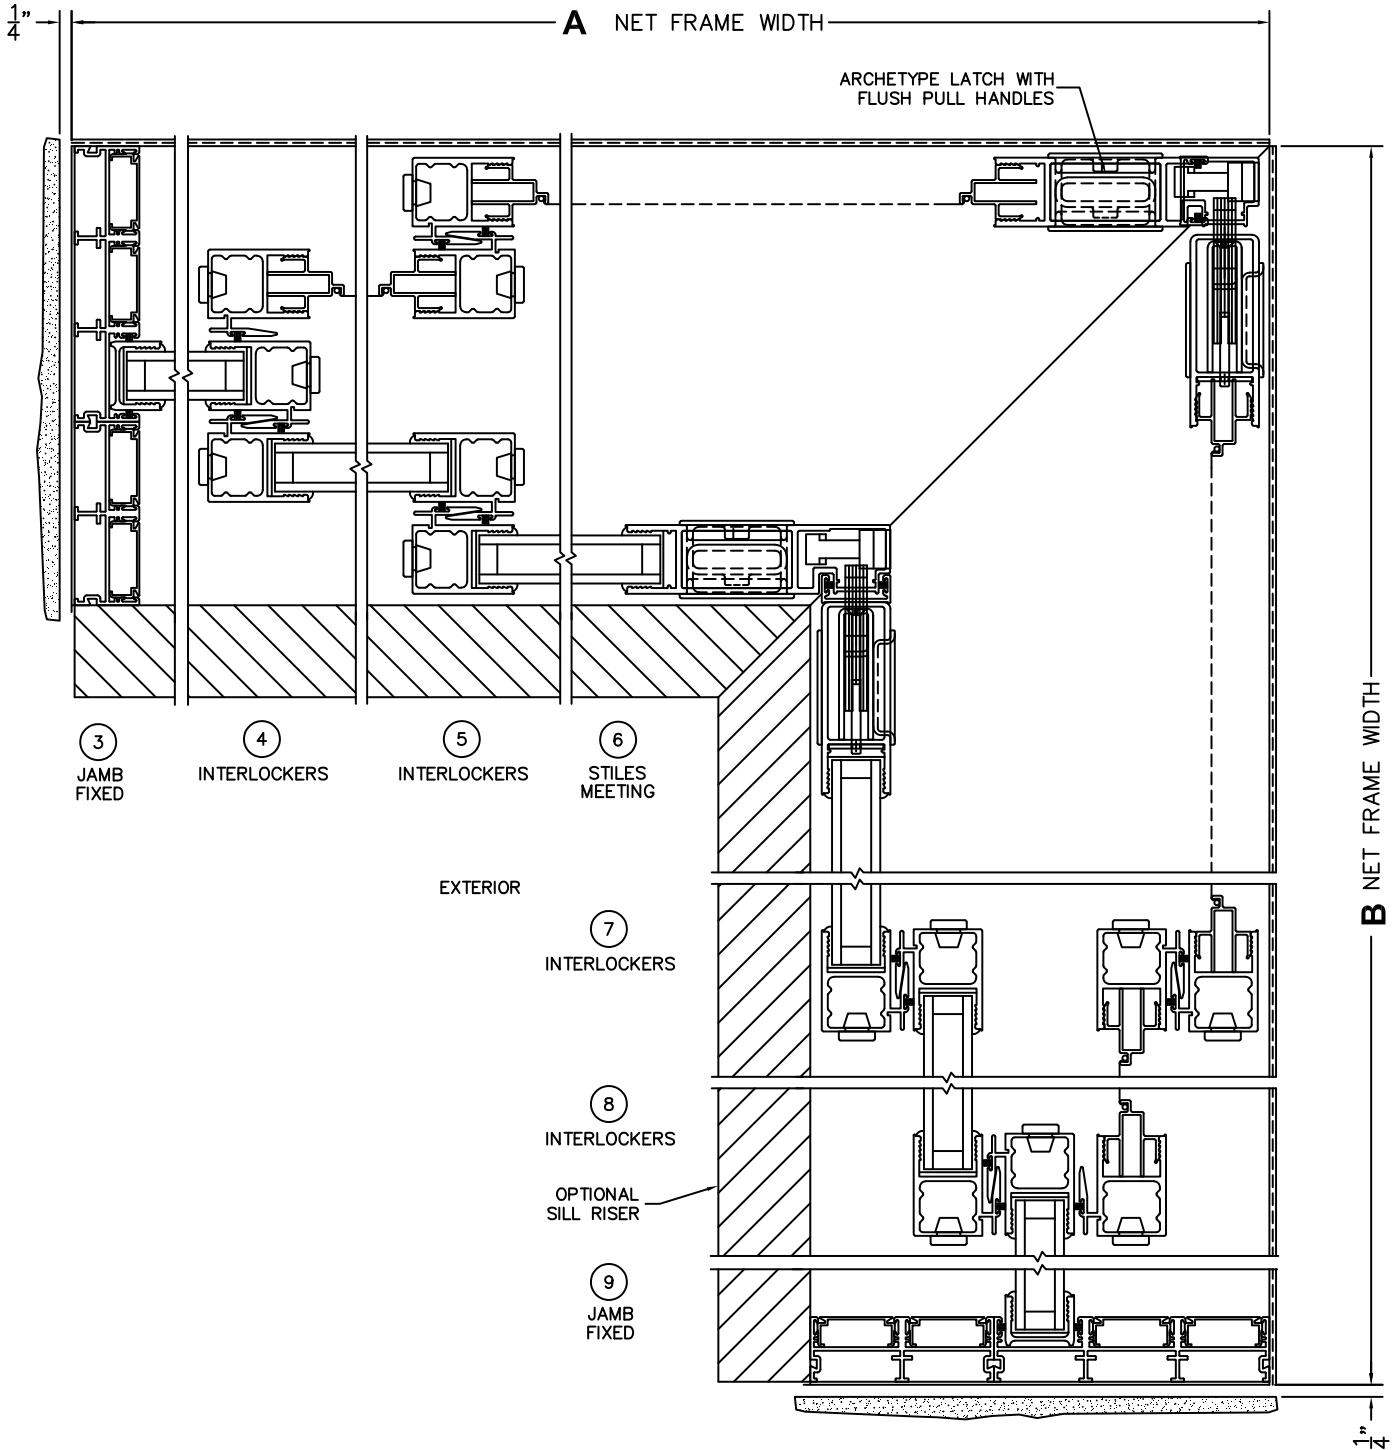 1/4"
A NET FRAME WIDTH
ARCHETYPE LATCH WITH
FLUSH PULL HANDLES
3
JAMB
FIXED
4
INTERLOCKERS
5
INTERLOCKERS
6
STILES
MEETING
EXTERIOR
7
INTERLOCKERS
8
INTERLOCKERS
OPTIONAL
SILL RISER
9
JAMB
FIXED
B NET FRAME WIDTH
1/4"